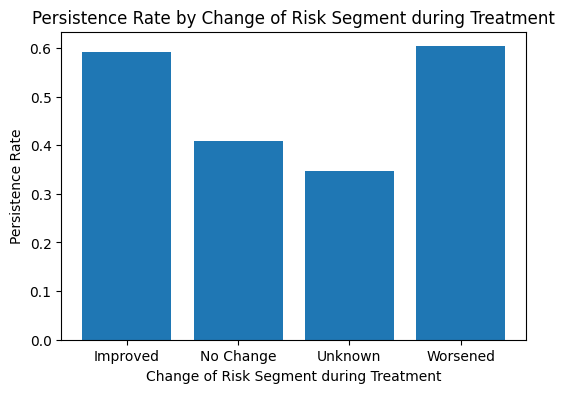 Persistence Rate by Change of Risk Segment during Treatment
0.6
0.5
0.4
0.3
0.2
0.1
0.0
Persistence Rate
Improved
No Change
Unknown
Worsened
Change of Risk Segment during Treatment